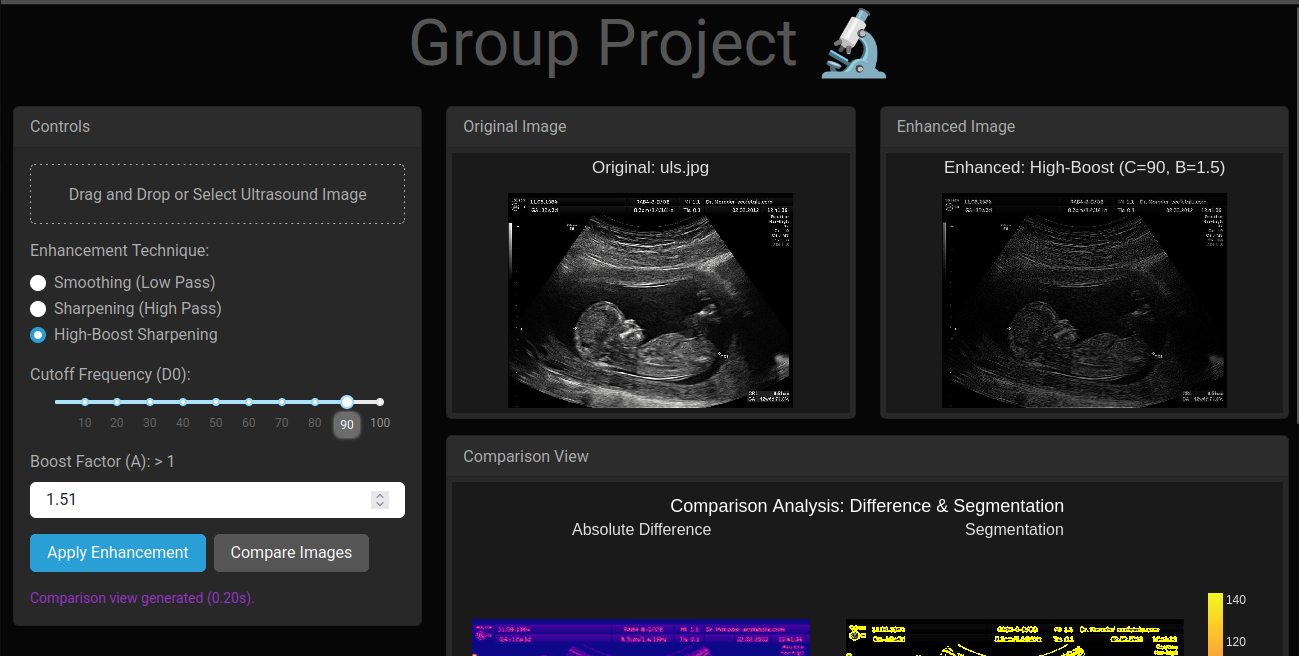 Group Project
Controls
Drag and Drop or Select Ultrasound Image
Enhancement Technique:
Smoothing (Low Pass)
Sharpening (High Pass)
High-Boost Sharpening
Cutoff Frequency (D0):
10 20 30 40 50 60 70 80 90 100
Boost Factor (A): > 1
1.51
Apply Enhancement
Compare Images
Comparison view generated (0.20s).
Original Image
Original: uls.jpg
Enhanced Image
Enhanced: High-Boost (C=90, B=1.5)
Comparison View
Comparison Analysis: Difference & Segmentation
Absolute Difference
Segmentation
140
120